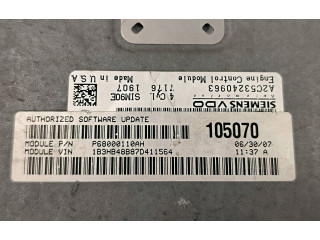 SIEMENS VDO
A2C53240963
Engine Control Module
4 Cyl. SIM90E
7176 1907
Made in U.S.A
AUTHORIZED SOFTWARE UPDATE
105070
MODULE P/N P68000110AH 06/30/07
MODULE VIN 1B3HB48B87D411564 11:37 A